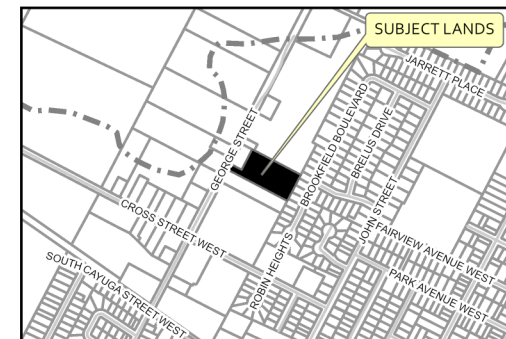 SUBJECT LANDS
JARRETT PLACE
GEORGE STREET
BROOKFIELD BOULEVARD
BRELUS DRIVE
JOHN STREET
CROSS STREET WEST
FAIRVIEW AVENUE WEST
ROBIN HEIGHTS
SOUTH CAYUGA STREET WEST
PARK AVENUE WEST